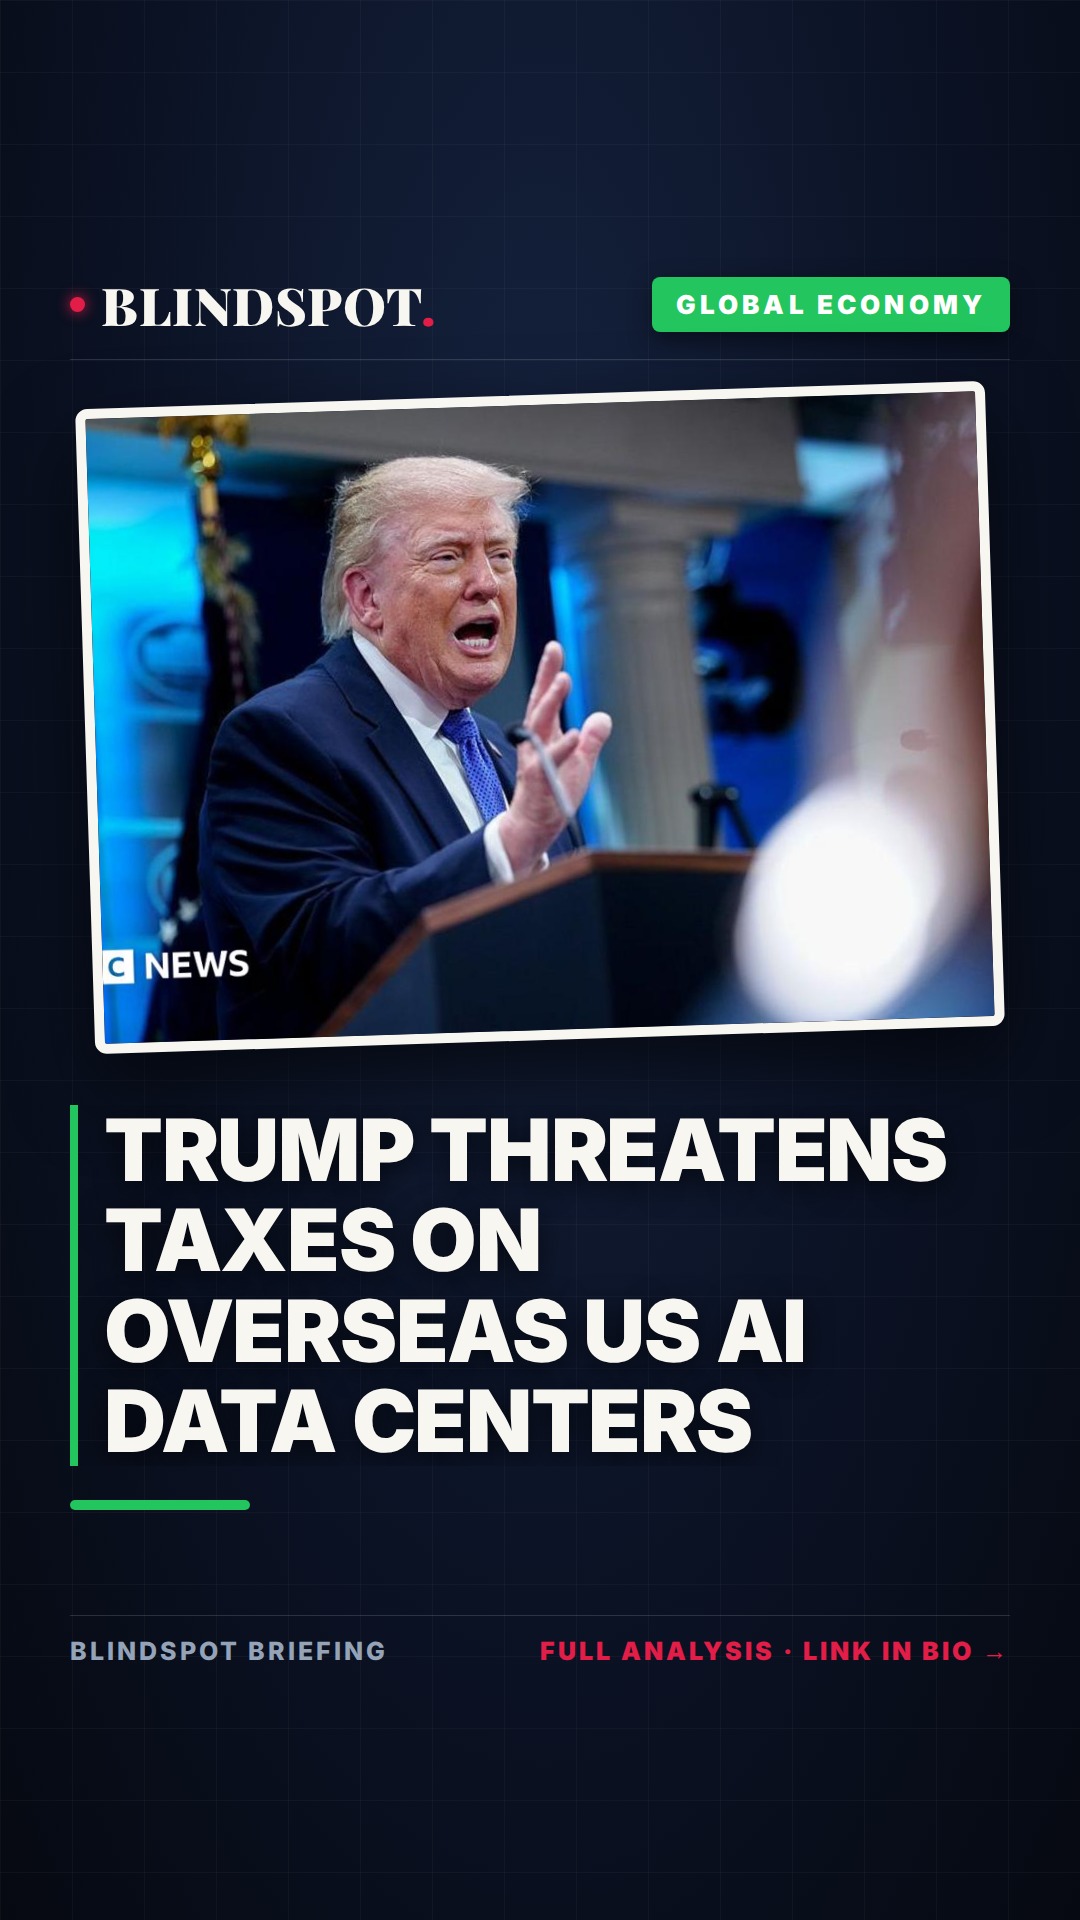 BLINDSPOT.
GLOBAL ECONOMY
C NEWS
TRUMP THREATENS
TAXES ON
OVERSEAS US AI
DATA CENTERS
BLINDSPOT BRIEFING
FULL ANALYSIS · LINK IN BIO →